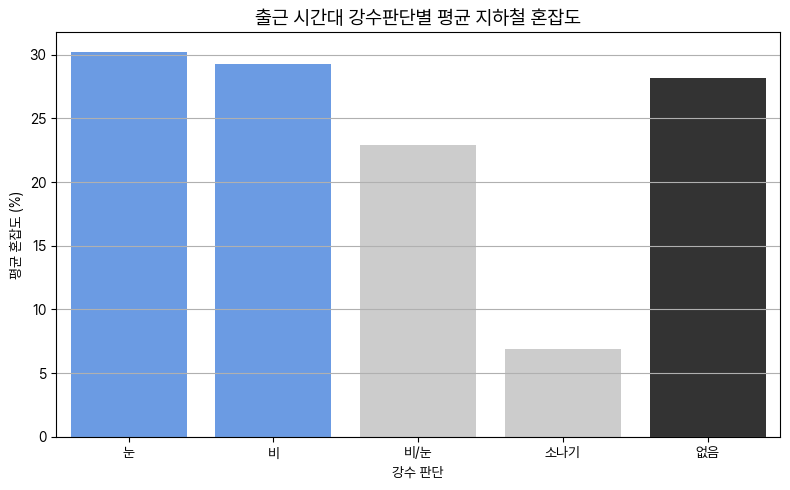 출근 시간대 강수판단별 평균 지하철 혼잡도
평균 혼잡도 (%)
30
25
20
15
10
5
0
눈
비
비/눈
소나기
없음
강수 판단